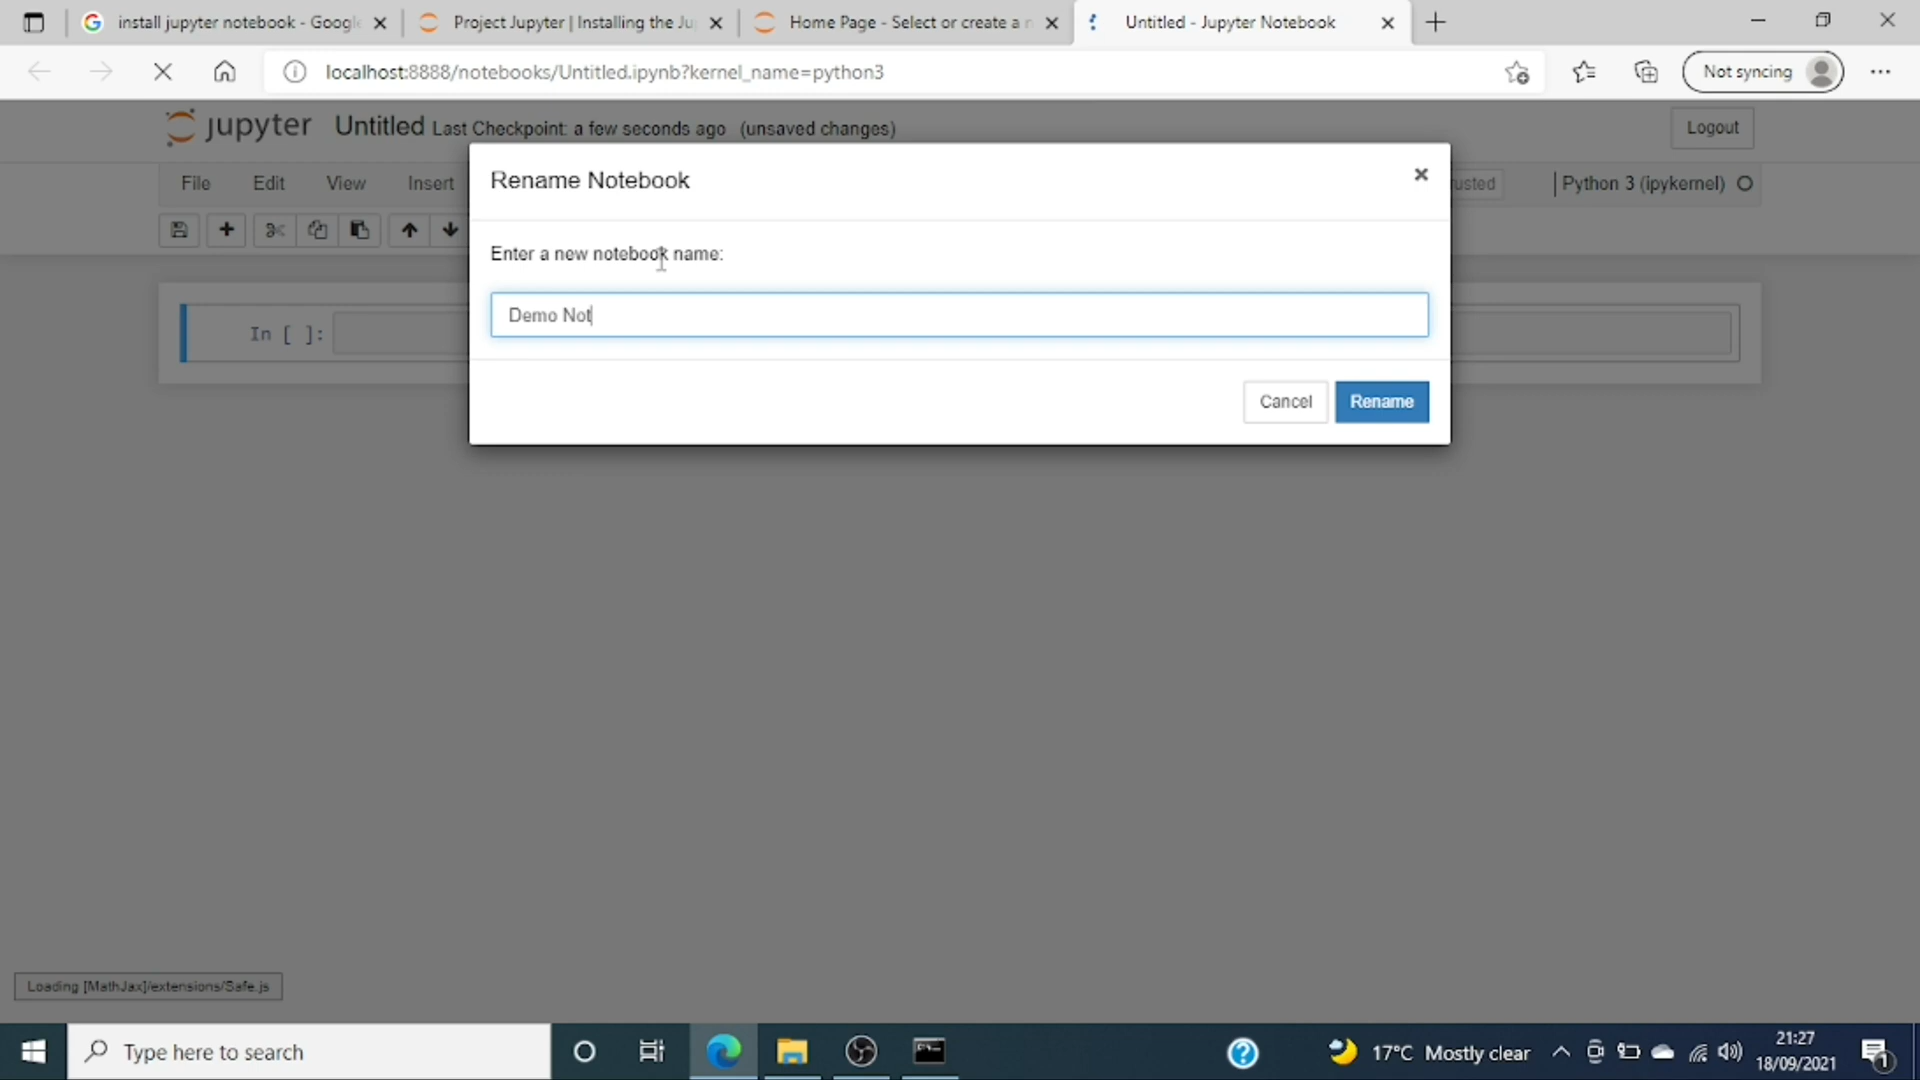 install jupyter notebook - Google
Project Jupyter | Installing the Ju
Home Page - Select or create a n
Untitled - Jupyter Notebook
localhost:8888/notebooks/Untitled.ipynb?kernel_name=python3
Not syncing
jupyter Untitled Last Checkpoint: a few seconds ago (unsaved changes)
Logout
File Edit View Insert
usted
Python 3 (ipykernel)
Rename Notebook
Enter a new notebook name:
Demo Not
Cancel Rename
In [ ]:
Loading [MathJax]/extensions/Safe.js
Type here to search
17°C Mostly clear
21:27
18/09/2021
1